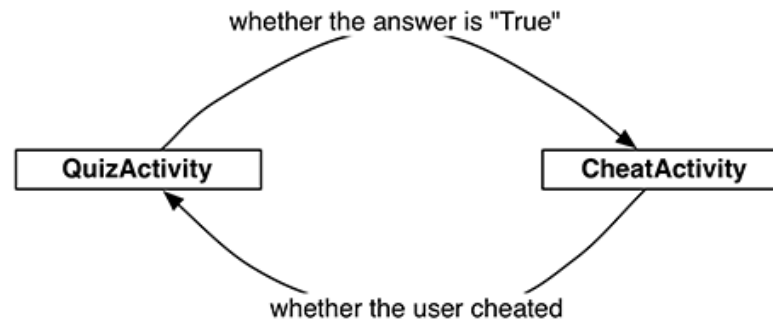 whether the answer is "True"
QuizActivity
CheatActivity
whether the user cheated